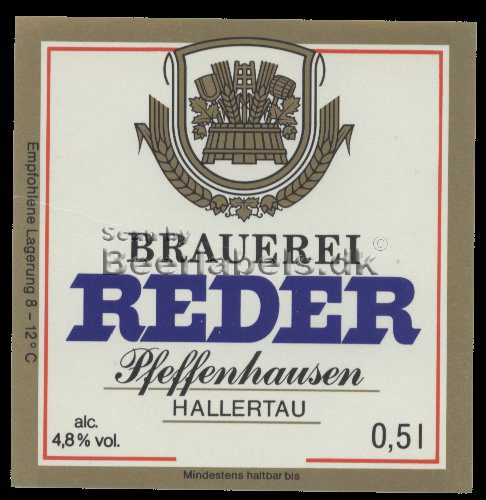 Scan by
Beerlabels.dk ©
BRAUEREI
REDER
Pfeffenhausen
HALLERTAU
alc.
4,8% vol.
0,5 l
Empfohlene Lagerung 8 – 12° C
Mindestens haltbar bis